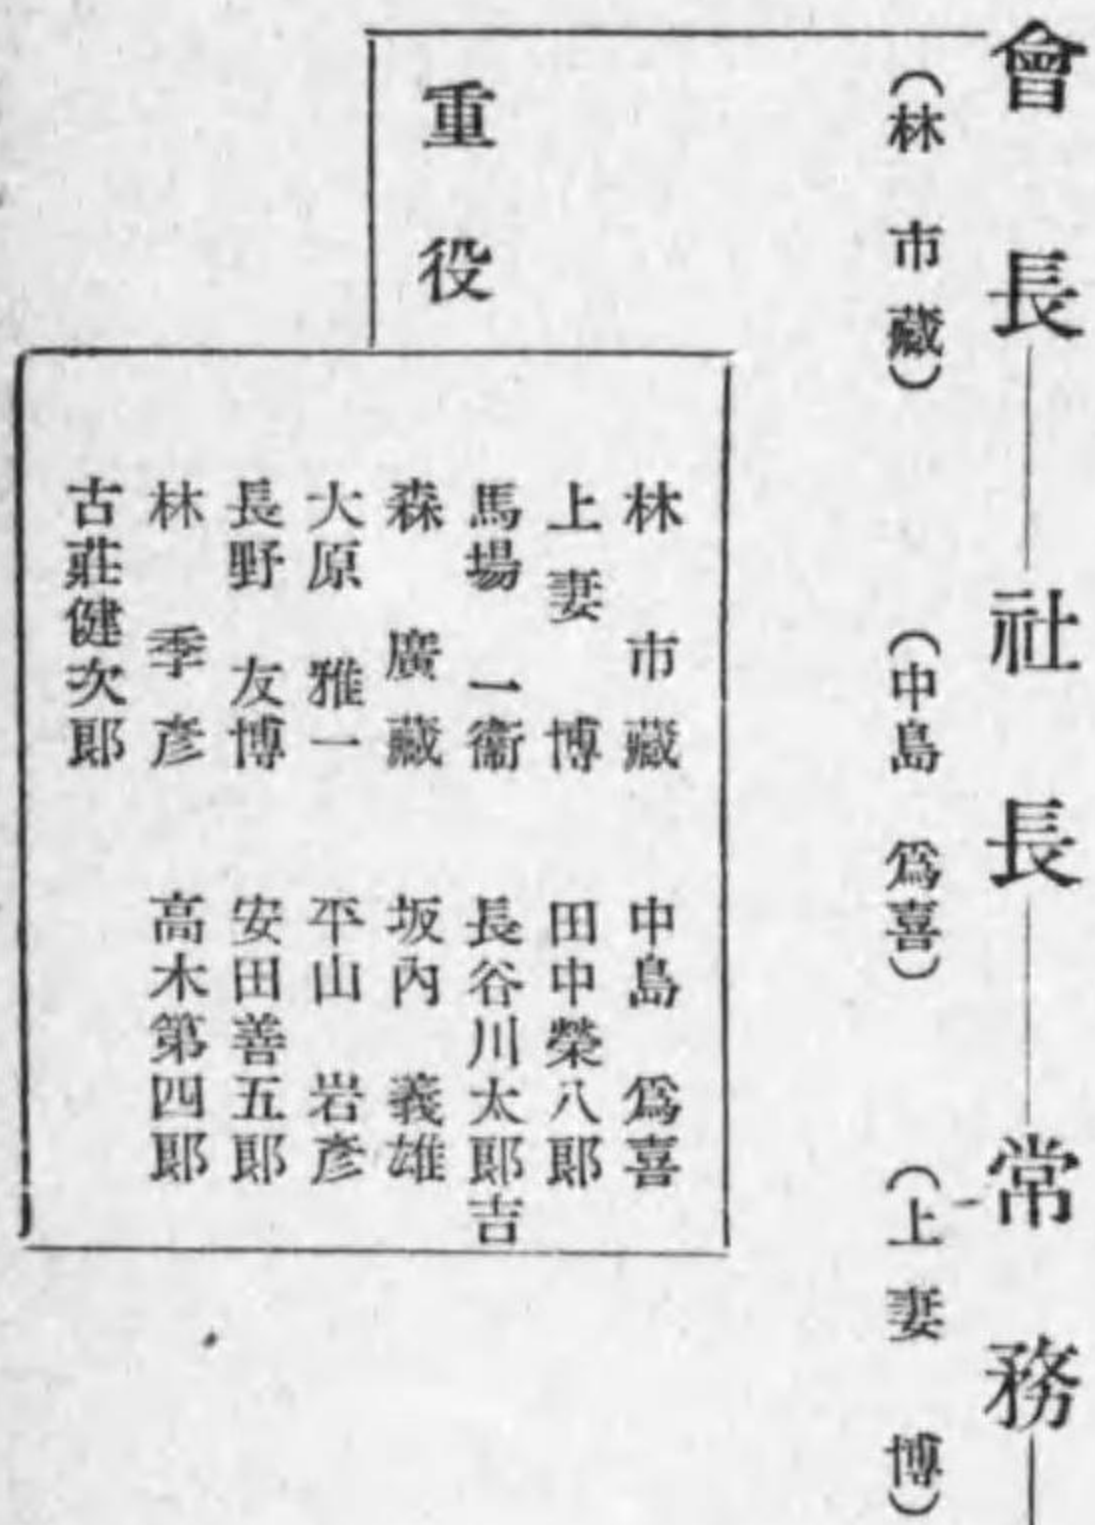 會長
社長
常務
(林市藏)
(中島爲喜)
(上妻博)
重役
林市藏
中島爲喜
上妻博
田中榮八郎
馬場一衞
長谷川太郎吉
森廣藏
坂內義雄
大原雅一
平山岩彥
長野友博
安田善五郎
林季彥
高木第四郎
古莊健次郎